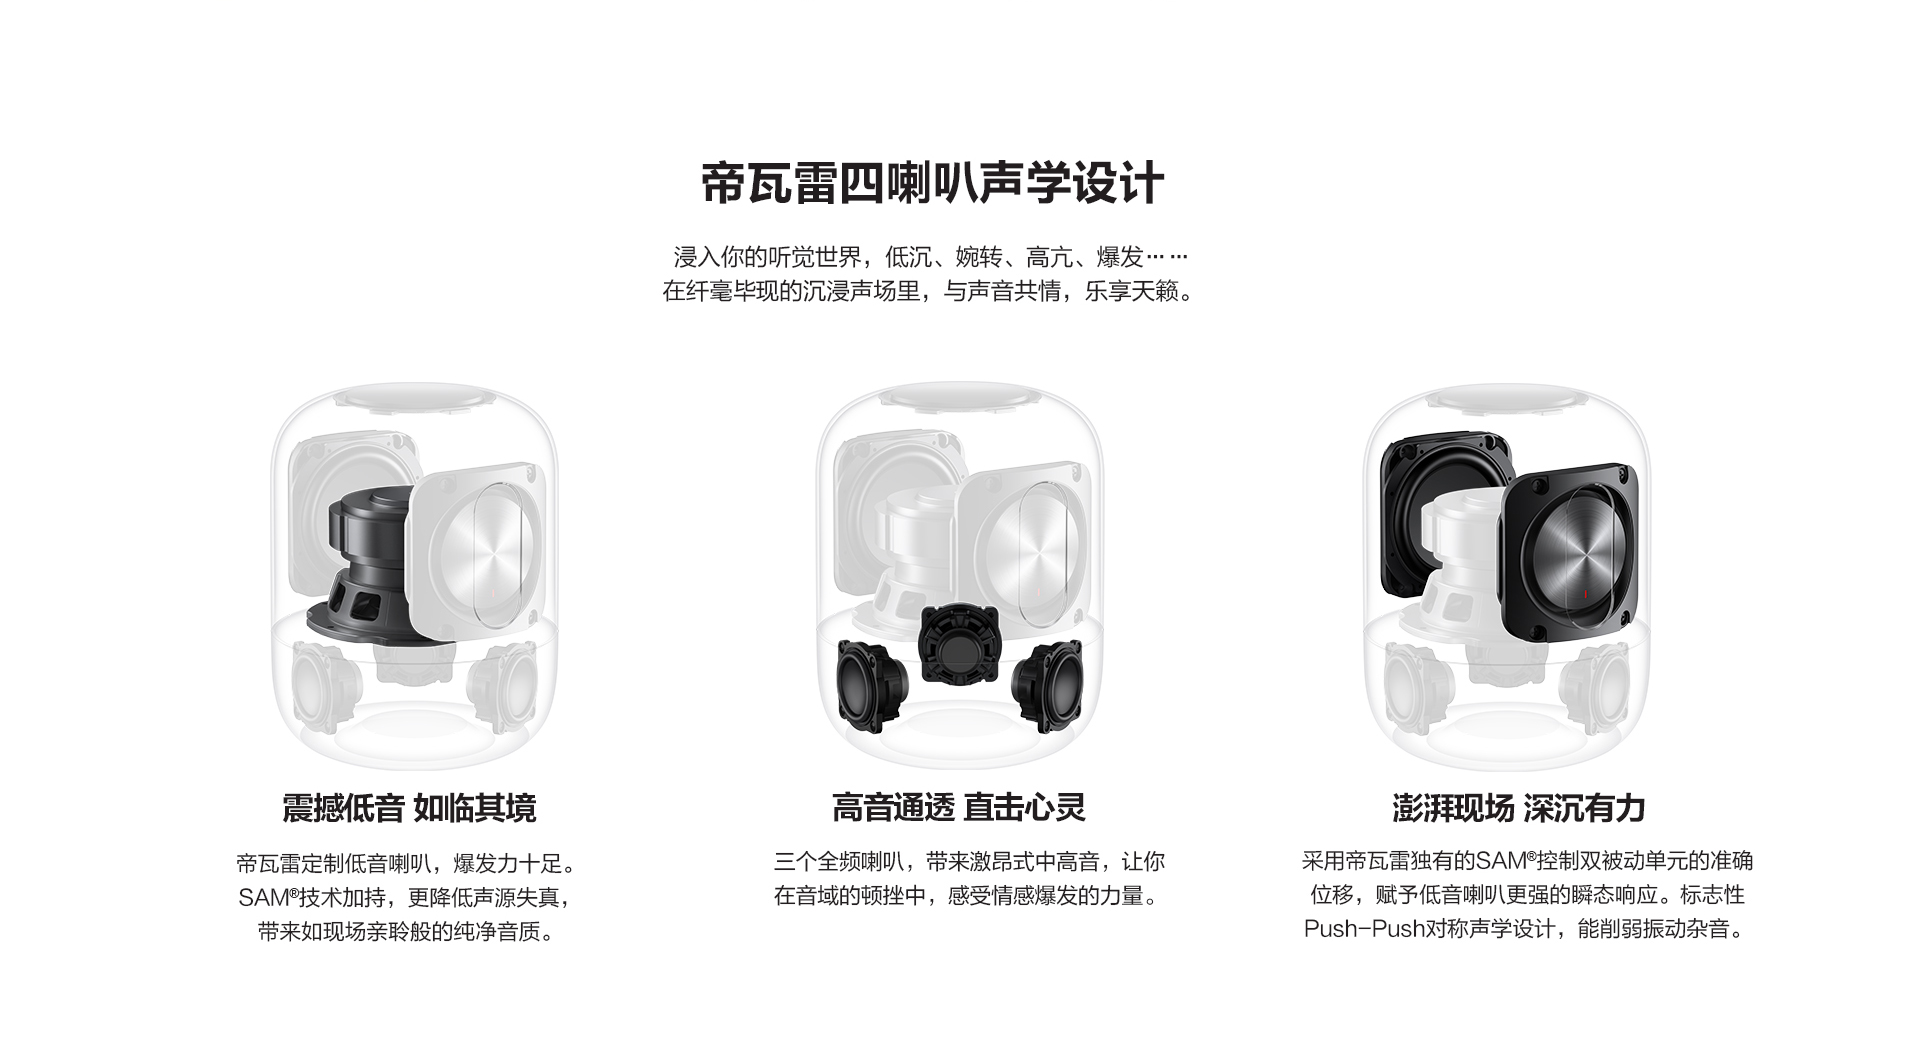 帝瓦雷四喇叭声学设计
浸入你的听觉世界，低沉、婉转、高亢、爆发……
在纤毫毕现的沉浸声场里，与声音共情，乐享天籁。
震撼低音 如临其境
帝瓦雷定制低音喇叭，爆发力十足。
SAM®技术加持，更降低声源失真，
带来如现场亲聆般的纯净音质。
高音通透 直击心灵
三个全频喇叭，带来激昂式中高音，让你
在音域的顿挫中，感受情感爆发的力量。
澎湃现场 深沉有力
采用帝瓦雷独有的SAM®控制双被动单元的准确
位移，赋予低音喇叭更强的瞬态响应。标志性
Push-Push对称声学设计，能削弱振动杂音。